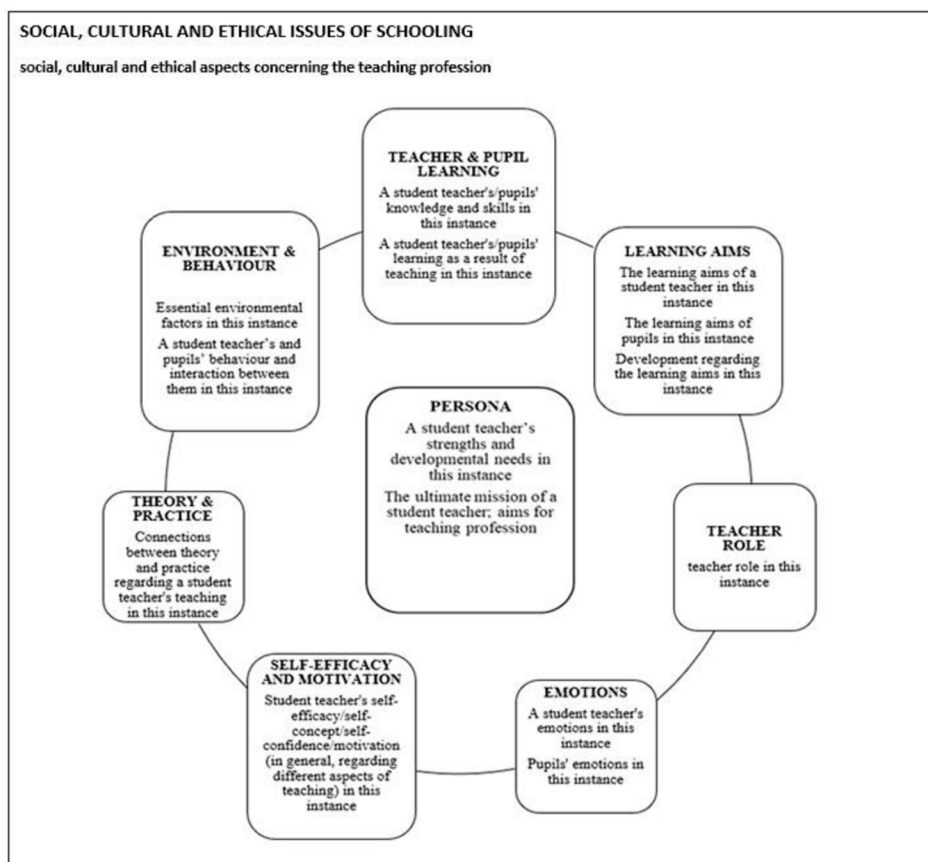 SOCIAL, CULTURAL AND ETHICAL ISSUES OF SCHOOLING
social, cultural and ethical aspects concerning the teaching profession
TEACHER & PUPIL
LEARNING
A student teacher's/pupils'
knowledge and skills in
this instance
A student teacher's/pupils'
learning as a result of
teaching in this instance
LEARNING AIMS
The learning aims of a
student teacher in this
instance
The learning aims of
pupils in this instance
Development regarding
the learning aims in this
instance
TEACHER
ROLE
teacher role in this
instance
EMOTIONS
A student teacher's
emotions in this
instance
Pupils' emotions in
this instance
SELF-EFFICACY
AND MOTIVATION
Student teacher's self-
efficacy/self-
concept/self-
confidence/motivation
(in general, regarding
different aspects of
teaching) in this
instance
THEORY &
PRACTICE
Connections
between theory
and practice
regarding a student
teacher's teaching
in this instance
ENVIRONMENT &
BEHAVIOUR
Essential environmental
factors in this instance
A student teacher's and
pupils' behaviour and
interaction between
them in this instance
PERSONA
A student teacher's
strengths and
developmental needs in
this instance
The ultimate mission of a
student teacher; aims for
teaching profession